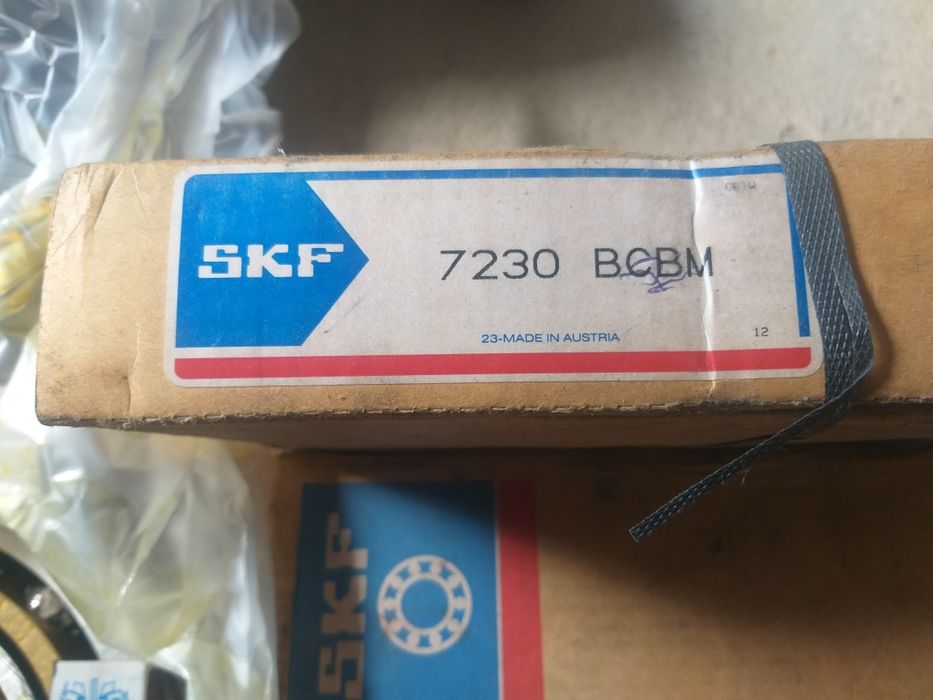 SKF
7230 BCBM
23-MADE IN AUSTRIA
12
SKF